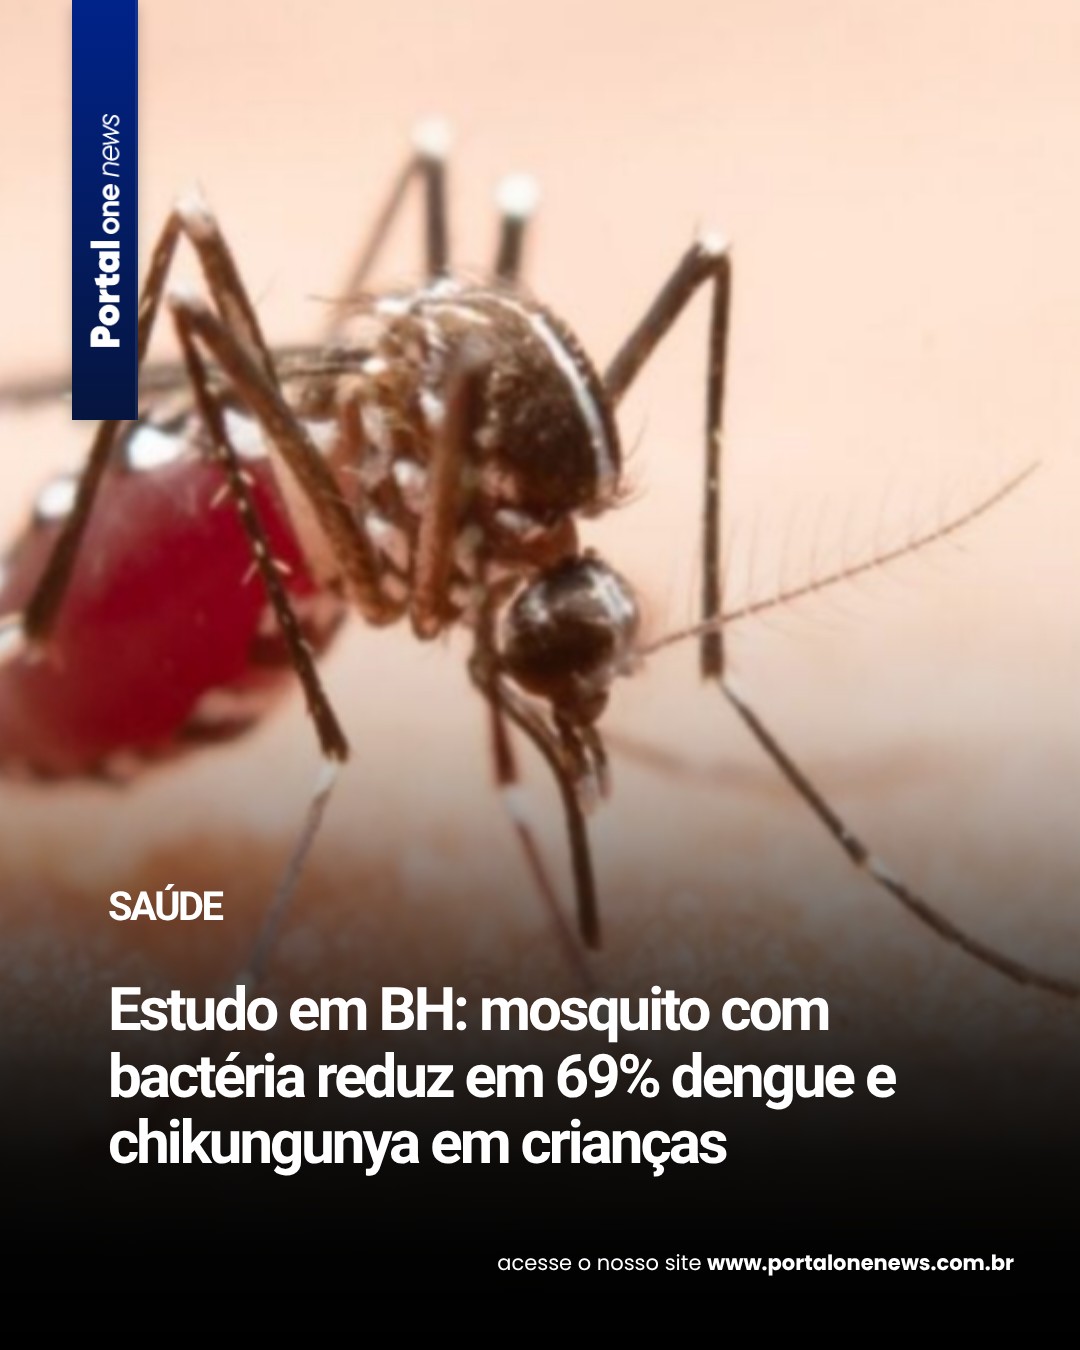 Portal one news
SAÚDE
Estudo em BH: mosquito com
bactéria reduz em 69% dengue e
chikungunya em crianças
acesse o nosso site www.portalonenews.com.br